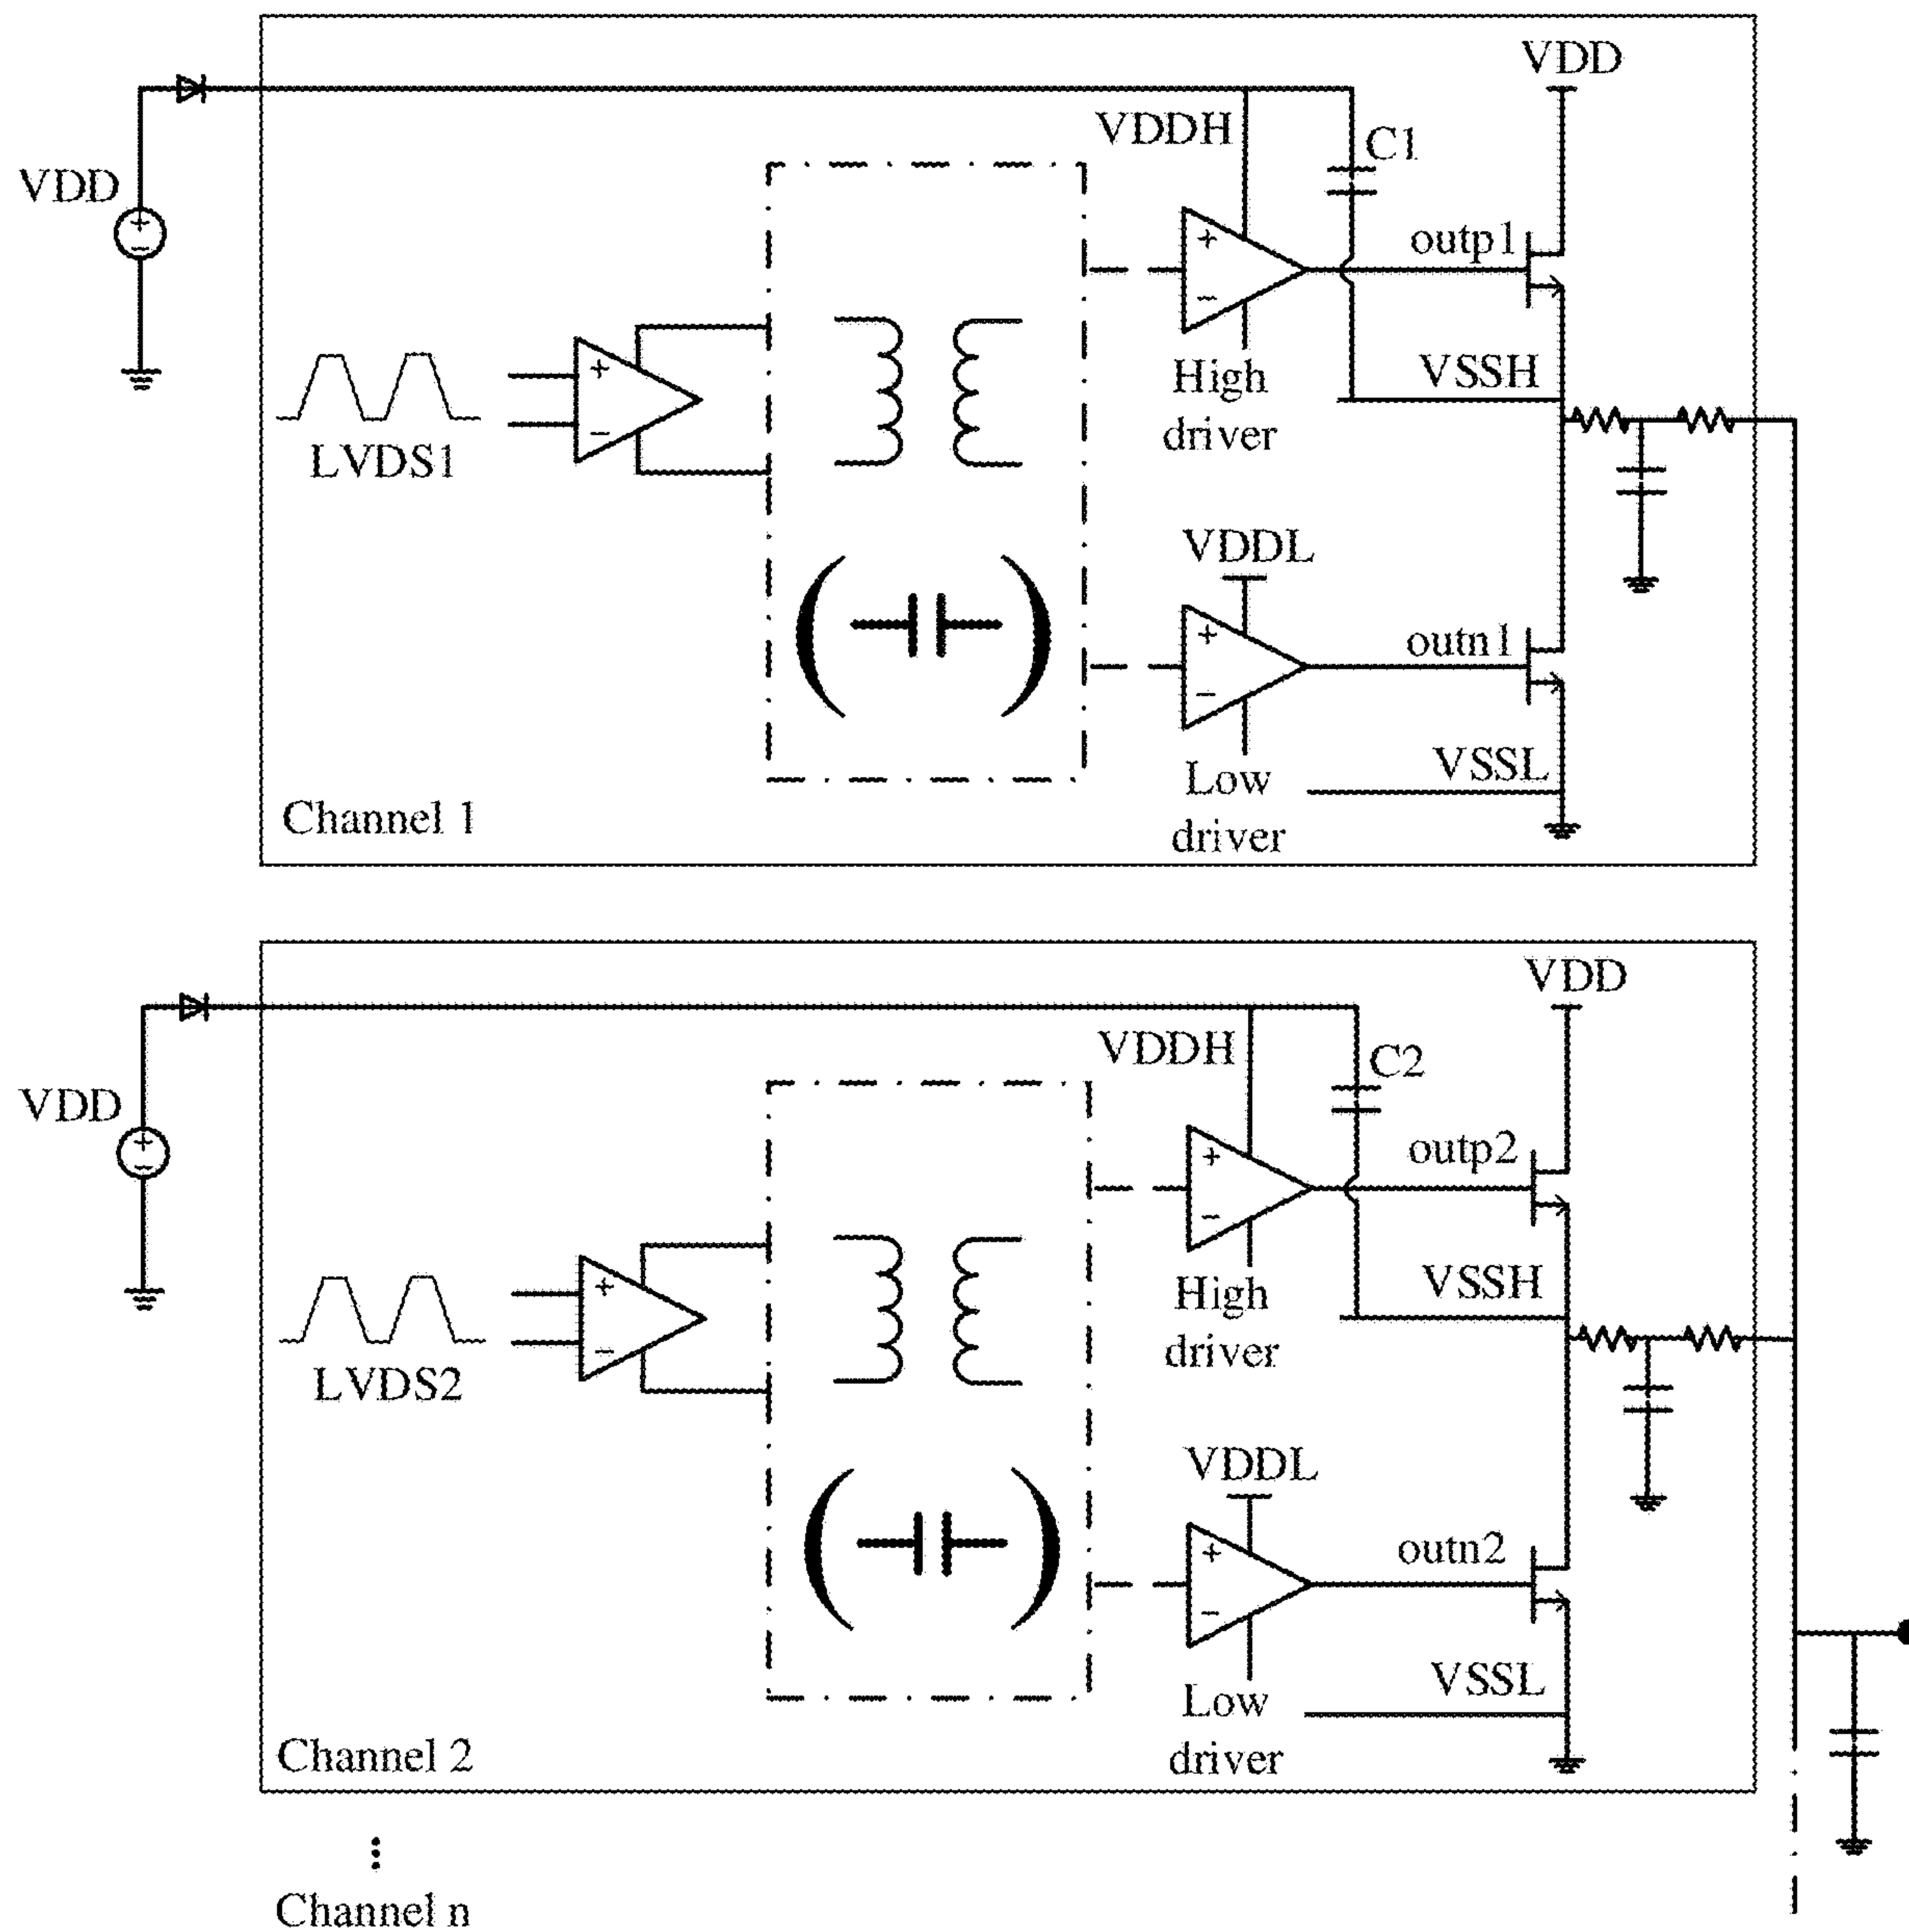 VDD
VDDH
C1
VDD
outp1
High
driver
VSSH
LVDS1
VDDL
outn1
Low
driver
VSSL
Channel 1
VDD
VDDH
C2
VDD
outp2
High
driver
VSSH
LVDS2
VDDL
outn2
Low
driver
VSSL
Channel 2
⋮
Channel n